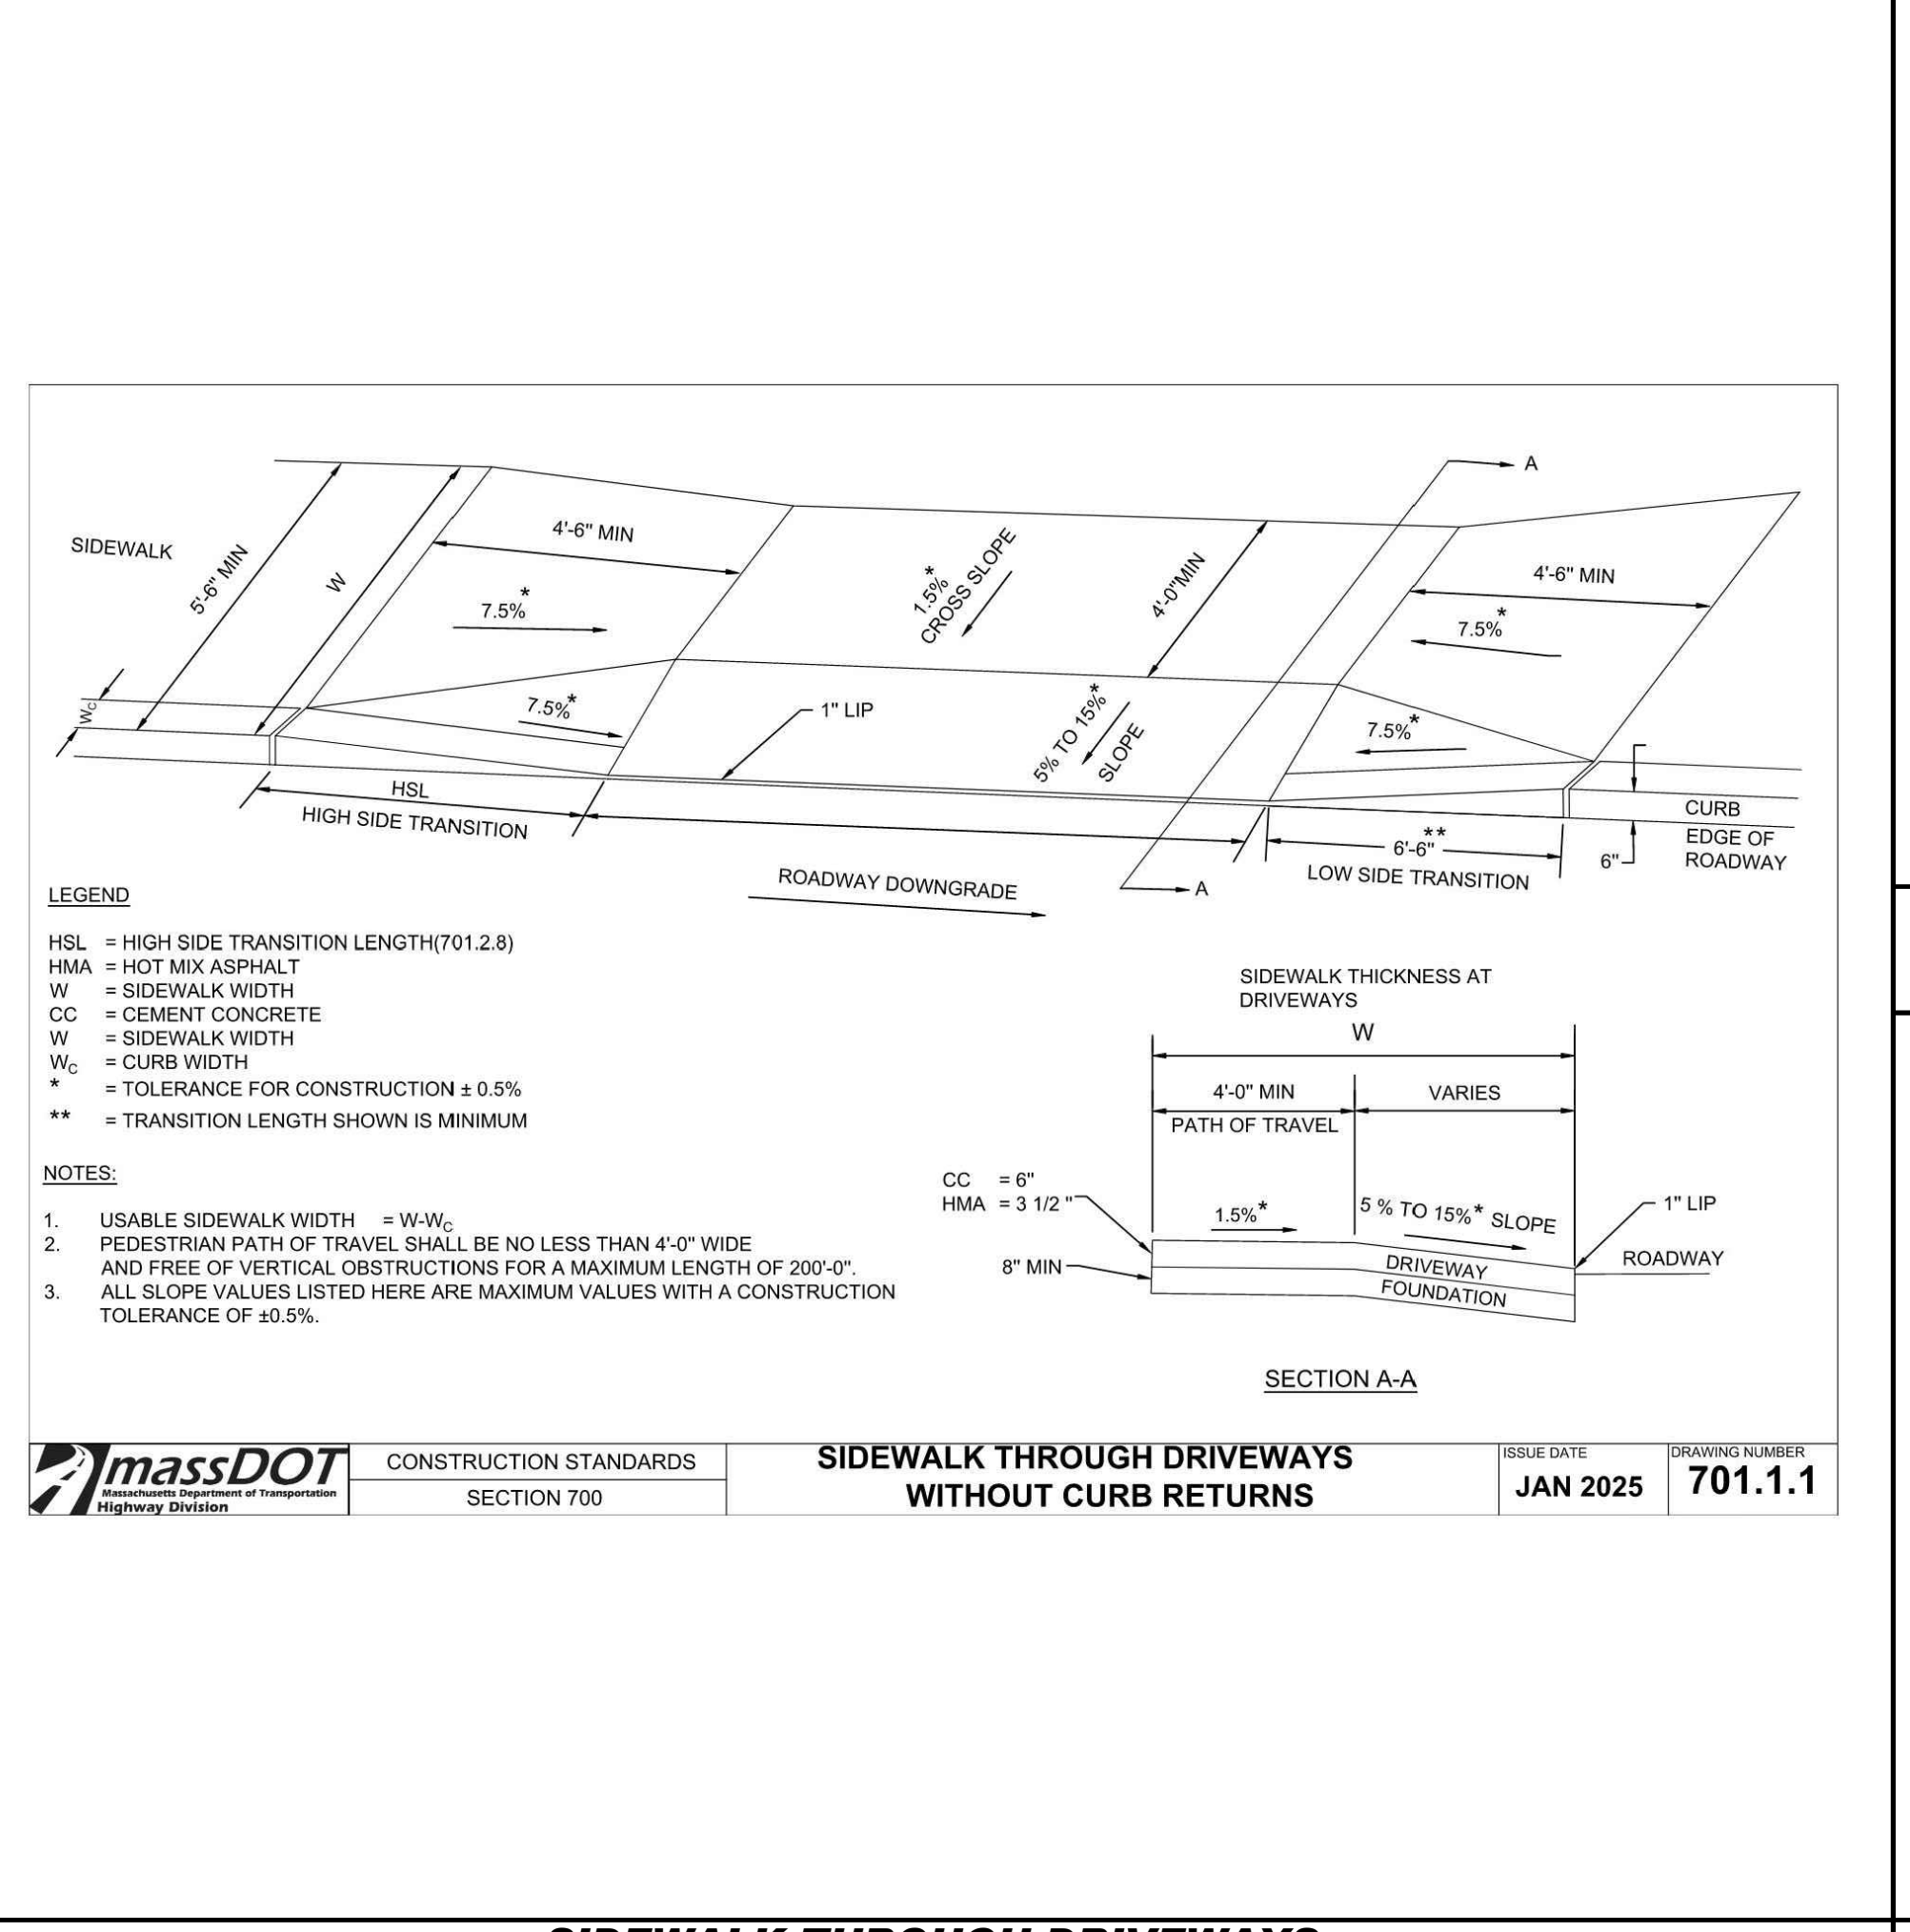 A
SIDEWALK
5'-6" MIN
W
4'-6" MIN
7.5%*
1.5%*
CROSS SLOPE
4'-0"MIN
4'-6" MIN
7.5%*
WC
7.5%*
1" LIP
5% TO 15%*
SLOPE
7.5%*
HSL
HIGH SIDE TRANSITION
CURB
EDGE OF
ROADWAY
6"
**
6'-6"
LOW SIDE TRANSITION
ROADWAY DOWNGRADE
A
LEGEND
HSL = HIGH SIDE TRANSITION LENGTH(701.2.8)
HMA = HOT MIX ASPHALT
W = SIDEWALK WIDTH
CC = CEMENT CONCRETE
W = SIDEWALK WIDTH
WC = CURB WIDTH
* = TOLERANCE FOR CONSTRUCTION ± 0.5%
** = TRANSITION LENGTH SHOWN IS MINIMUM
NOTES:
1. USABLE SIDEWALK WIDTH = W-WC
2. PEDESTRIAN PATH OF TRAVEL SHALL BE NO LESS THAN 4'-0" WIDE
AND FREE OF VERTICAL OBSTRUCTIONS FOR A MAXIMUM LENGTH OF 200'-0".
3. ALL SLOPE VALUES LISTED HERE ARE MAXIMUM VALUES WITH A CONSTRUCTION
TOLERANCE OF ±0.5%.
SIDEWALK THICKNESS AT
DRIVEWAYS
W
4'-0" MIN
VARIES
PATH OF TRAVEL
CC = 6"
HMA = 3 1/2 "
1.5%*
5 % TO 15%* SLOPE
1" LIP
8" MIN
DRIVEWAY
ROADWAY
FOUNDATION
SECTION A-A
massDOT
Massachusetts Department of Transportation
Highway Division
CONSTRUCTION STANDARDS
SECTION 700
SIDEWALK THROUGH DRIVEWAYS
WITHOUT CURB RETURNS
ISSUE DATE
JAN 2025
DRAWING NUMBER
701.1.1
SIDEWALK THROUGH DRIVEWAYS